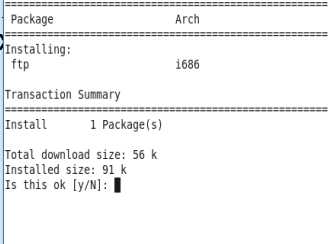 ================================================
Package Arch
================================================
Installing:
ftp i686

Transaction Summary
================================================
Install 1 Package(s)

Total download size: 56 k
Installed size: 91 k
Is this ok [y/N]: